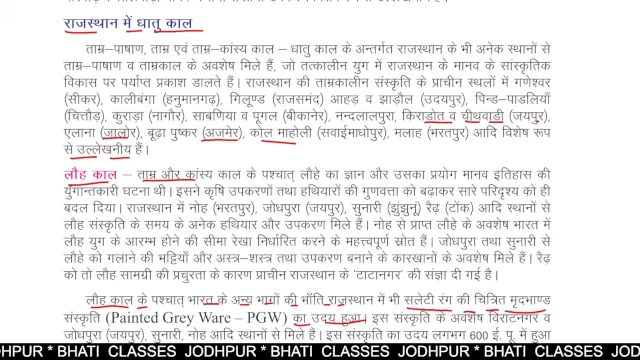 राजस्थान में धातु काल
ताम्र-पाषाण, ताम्र एवं ताम्र-कांस्य काल – धातु काल के अन्तर्गत राजस्थान के भी अनेक स्थानों से
ताम्र-पाषाण व ताम्रकाल के अवशेष मिले हैं, जो तत्कालीन युग में राजस्थान के मानव के सांस्कृतिक
विकास पर पर्याप्त प्रकाश डालते हैं। राजस्थान की ताम्रकालीन संस्कृति के प्राचीन स्थलों में गणेश्वर
(सीकर), कालीबंगा (हनुमानगढ़), गिलूण्ड (राजसमंद) आहड़ व झाड़ौल (उदयपुर), पिन्ड-पाडलियाँ
(चित्तौड़), कुराड़ा (नागौर), साबणिया व पूगल (बीकानेर), नन्दलालपुरा, किराडोत व चीथवाडी (जयपुर),
एलाना (जालोर), बूढ़ा पुष्कर (अजमेर), कोल माहोली (सवाईमाधोपुर), मलाह (भरतपुर) आदि विशेष रूप
से उल्लेखनीय हैं।
लौह काल – ताम्र और कांस्य काल के पश्चात् लौहे का ज्ञान और उसका प्रयोग मानव इतिहास की
युगान्तकारी घटना थी। इसने कृषि उपकरणों तथा हथियारों की गुणवत्ता को बढ़ाकर सारे परिदृश्य को ही
बदल दिया। राजस्थान में नोह (भरतपुर), जोधपुरा (जयपुर), सुनारी (झुंझुनू) रैढ़ (टोंक) आदि स्थानों से
लौह संस्कृति के समय के अनेक हथियार और उपकरण मिले हैं। नोह से प्राप्त लौहे के अवशेष भारत में
लौह युग के आरम्भ होने की सीमा रेखा निर्धारित करने के महत्त्वपूर्ण स्रोत हैं। जोधपुरा तथा सुनारी से
लौहे को गलाने की भट्टियाँ और अस्त्र-शस्त्र तथा उपकरण बनाने के कारखानों के अवशेष मिले हैं। रैढ़
को तो लौह सामग्री की प्रचुरता के कारण प्राचीन राजस्थान के 'टाटानगर' की संज्ञा दी गई है।
लौह काल के पश्चात् भारत के अन्य भागों की भाँति राजस्थान में भी सलेटी रंग की चित्रित मृदभाण्ड
संस्कृति (Painted Grey Ware – PGW) का उदय हुआ। इस संस्कृति के अवशेष विराटनगर व
जोधपुरा (जयपुर), सुनारी, नोह आदि स्थानों से मिले हैं। इस संस्कृति का उदय लगभग 600 ई. पू. में हुआ
DHPUR * BHATI CLASSES JODHPUR * BHATI CLASSES JODHPUR * BHATI CLASSES JODHP